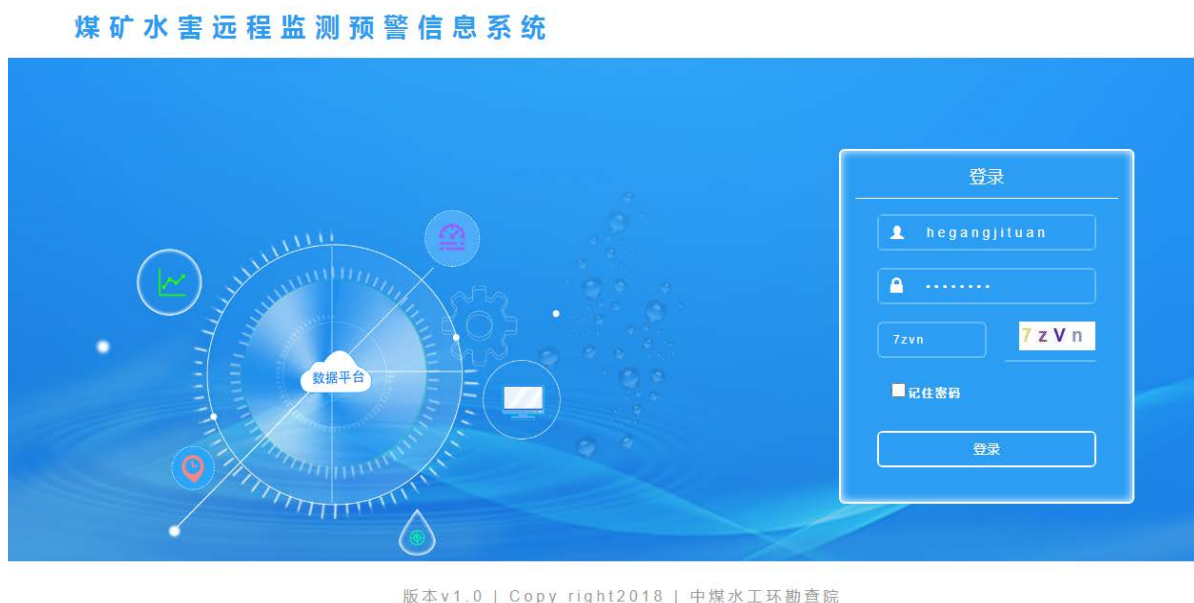 煤矿水害远程监测预警信息系统
登录
hegangjituan
········
7zvn
7zVn
记住密码
登录
数据平台
版本v1.0 | Copy right2018 | 中煤水工环勘查院